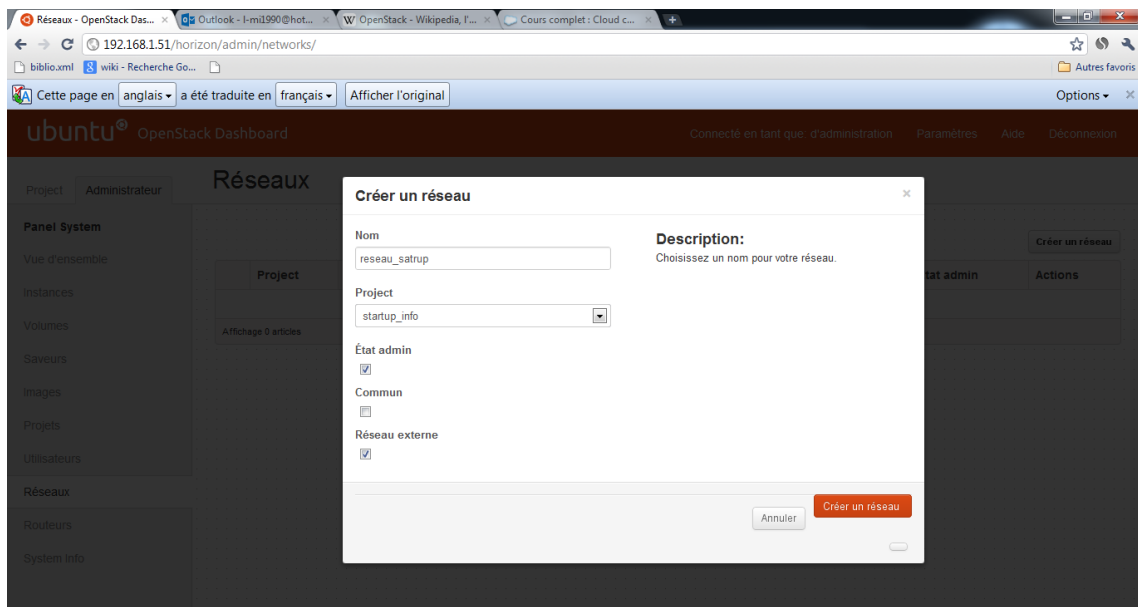 Réseaux - OpenStack Das...
Outlook - l-mi1990@hot...
OpenStack - Wikipedia, l'...
Cours complet : Cloud c...
192.168.1.51/horizon/admin/networks/
biblio.xml
wiki - Recherche Go...
Autres favoris
Cette page en anglais a été traduite en français Afficher l'original
Options
ubuntu® OpenStack Dashboard
Connecté en tant que: d'administration Paramètres Aide Déconnexion
Project Administrateur
Réseaux
Panel System
Vue d'ensemble
Instances
Volumes
Saveurs
Images
Projets
Utilisateurs
Réseaux
Routeurs
System Info
Créer un réseau
Project
tat admin
Actions
Affichage 0 articles
Créer un réseau
Nom
reseau_satrup
Project
startup_info
État admin
Commun
Réseau externe
Description:
Choisissez un nom pour votre réseau.
Annuler
Créer un réseau